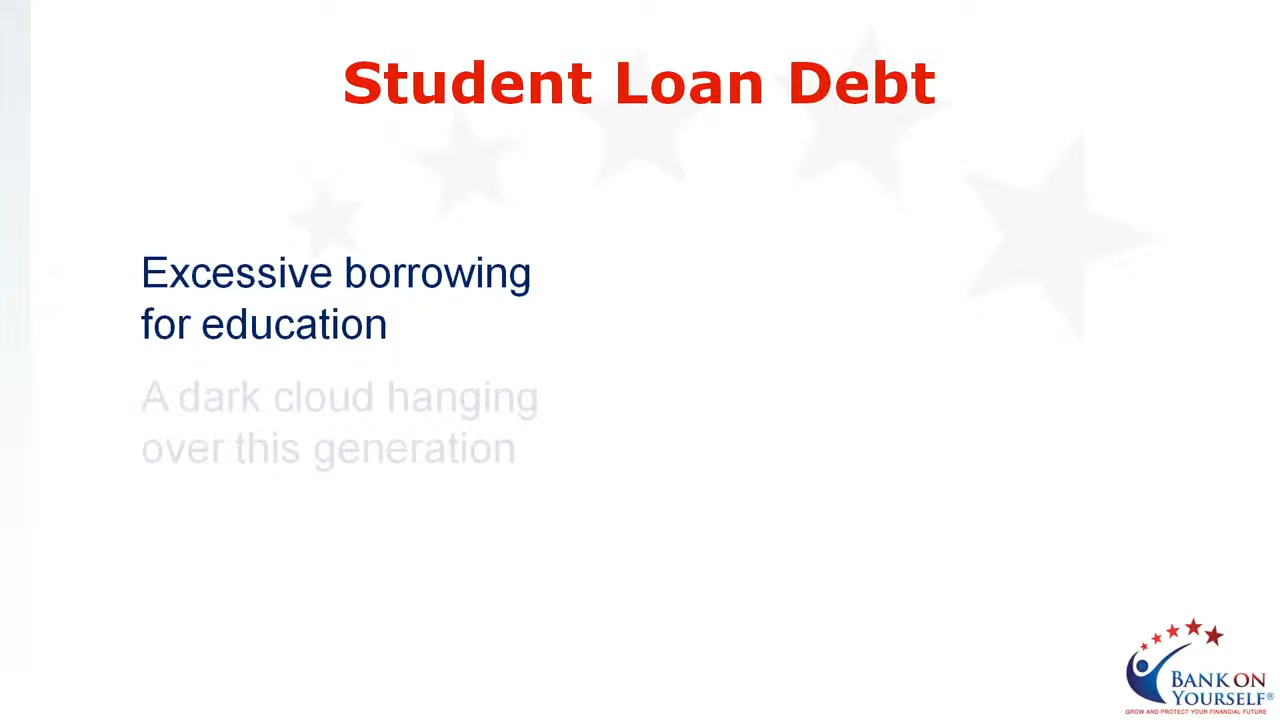 Student Loan Debt
Excessive borrowing
for education
A dark cloud hanging
over this generation
BANK ON
YOURSELF®
GROW AND PROTECT YOUR FINANCIAL FUTURE